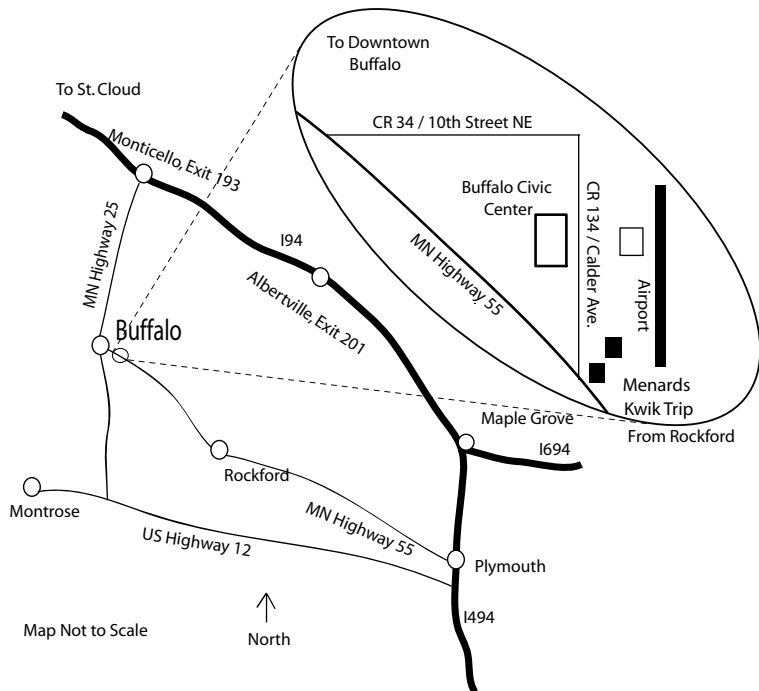 To Downtown
Buffalo
To St. Cloud
CR 34 / 10th Street NE
Monticello, Exit 193
Buffalo Civic
Center
CR 134 / Calder Ave.
MN Highway 25
I94
MN Highway 55
Airport
Albertville, Exit 201
Buffalo
Menards
Kwik Trip
From Rockford
Maple Grove
I694
Rockford
Montrose
MN Highway 55
US Highway 12
Plymouth
I494
Map Not to Scale
North